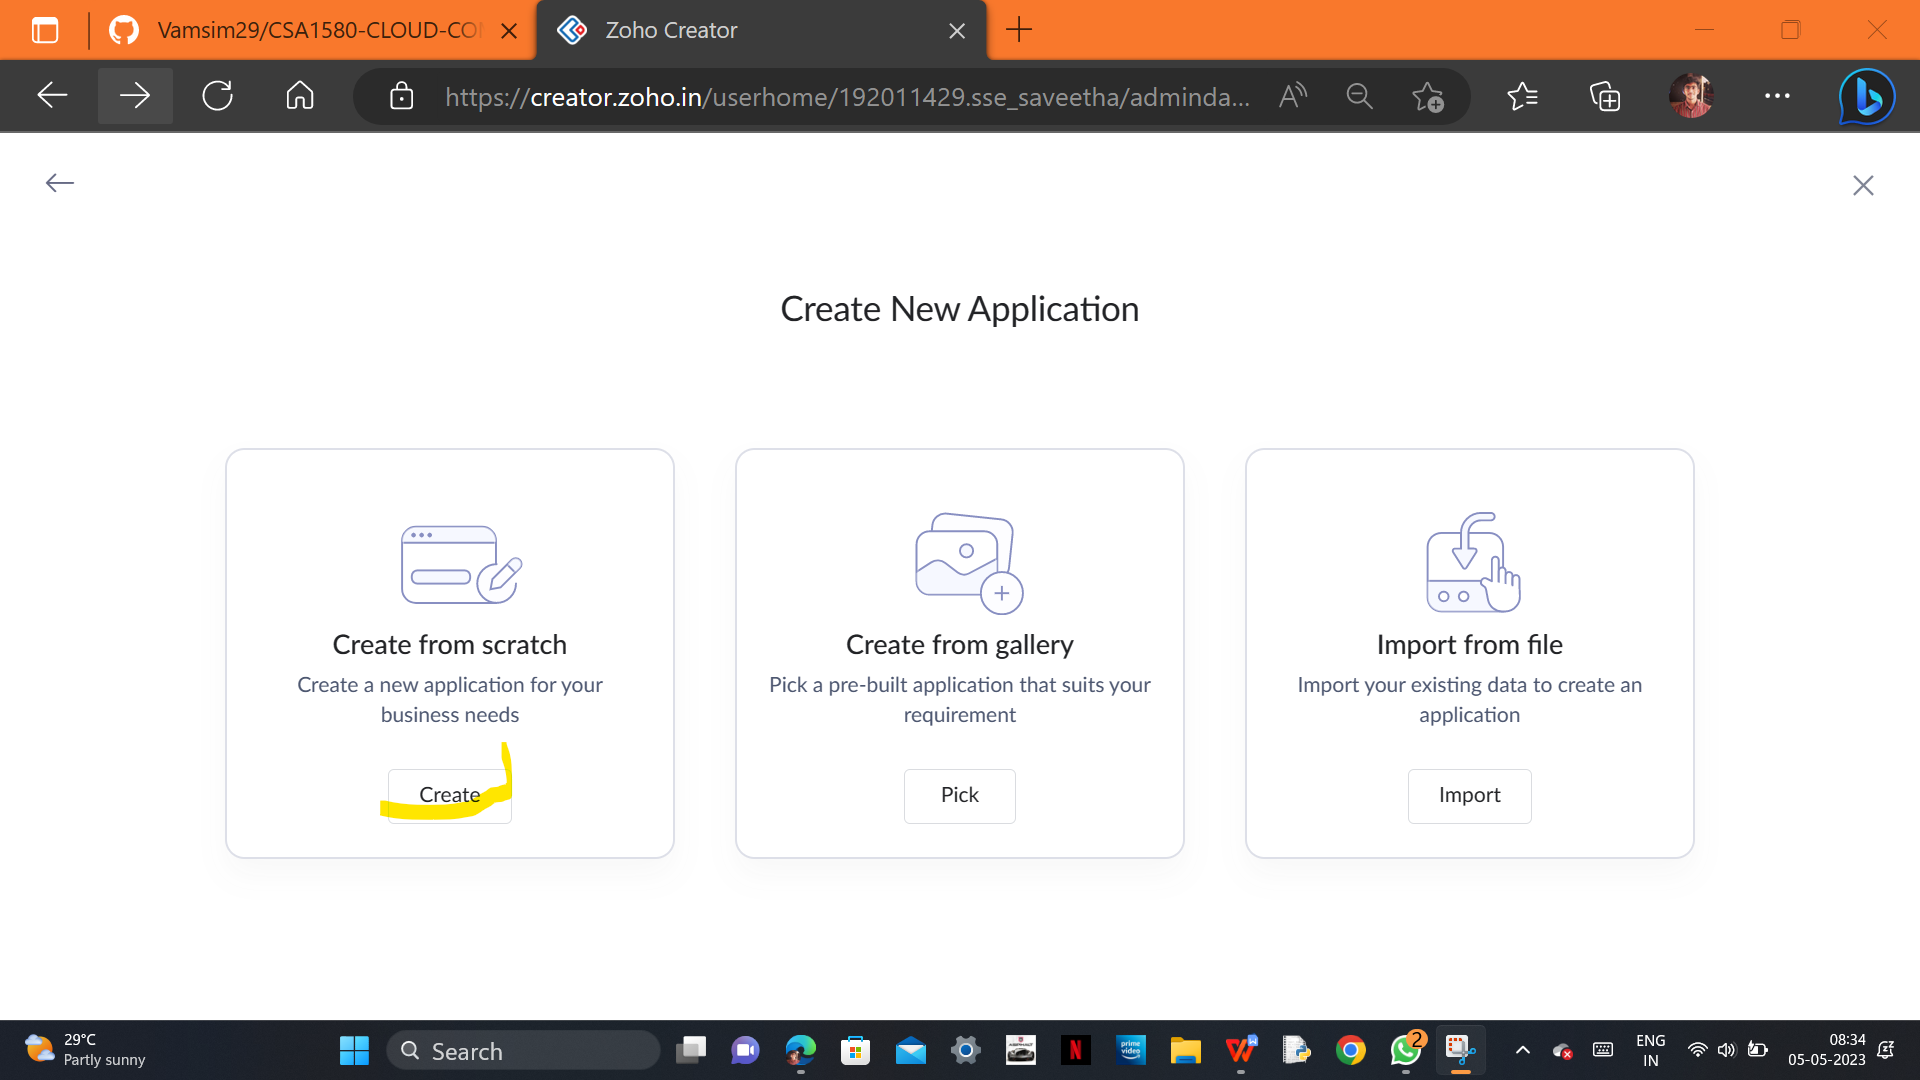 Vamsim29/CSA1580-CLOUD-CO
Zoho Creator
https://creator.zoho.in/userhome/192011429.sse_saveetha/adminda...
Create New Application
Create from scratch
Create a new application for your
business needs
Create
Create from gallery
Pick a pre-built application that suits your
requirement
Pick
Import from file
Import your existing data to create an
application
Import
29°C
Partly sunny
Search
prime
video
2
ENG
IN
08:34
05-05-2023